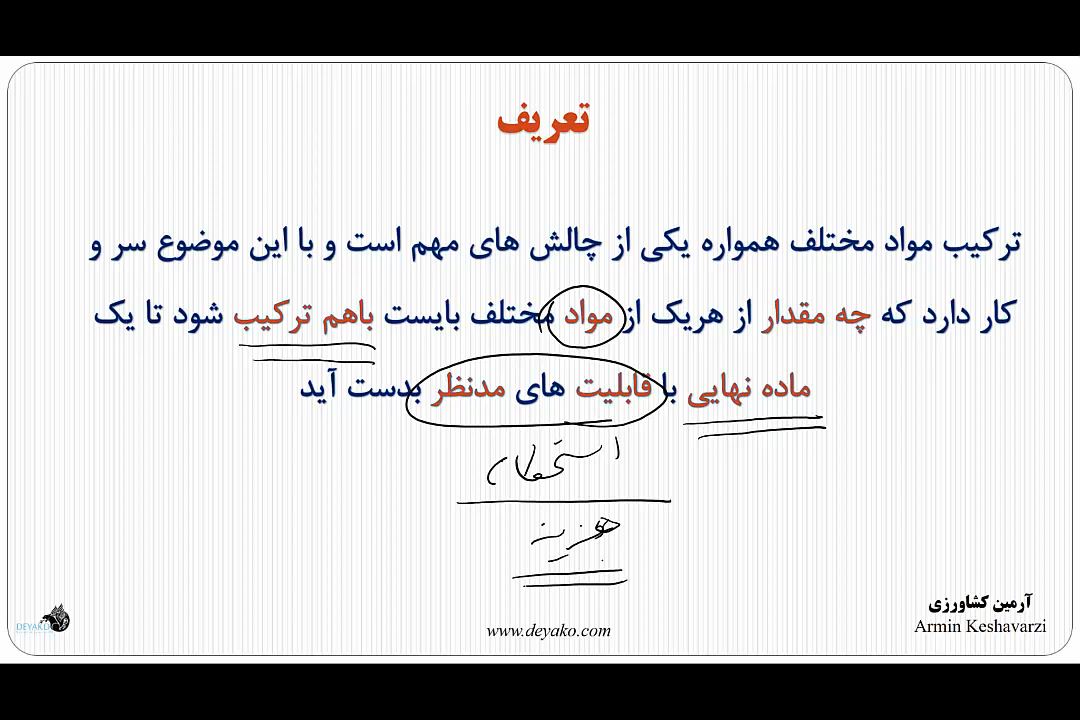 تعریف
ترکیب مواد مختلف همواره یکی از چالش های مهم است و با این موضوع سر و
کار دارد که چه مقدار از هریک از مواد مختلف بایست باهم ترکیب شود تا یک
ماده نهایی با قابلیت های مدنظر بدست آید
استحکام
هزینه
آرمین کشاورزی
Armin Keshavarzi
www.deyako.com
DEYAKO